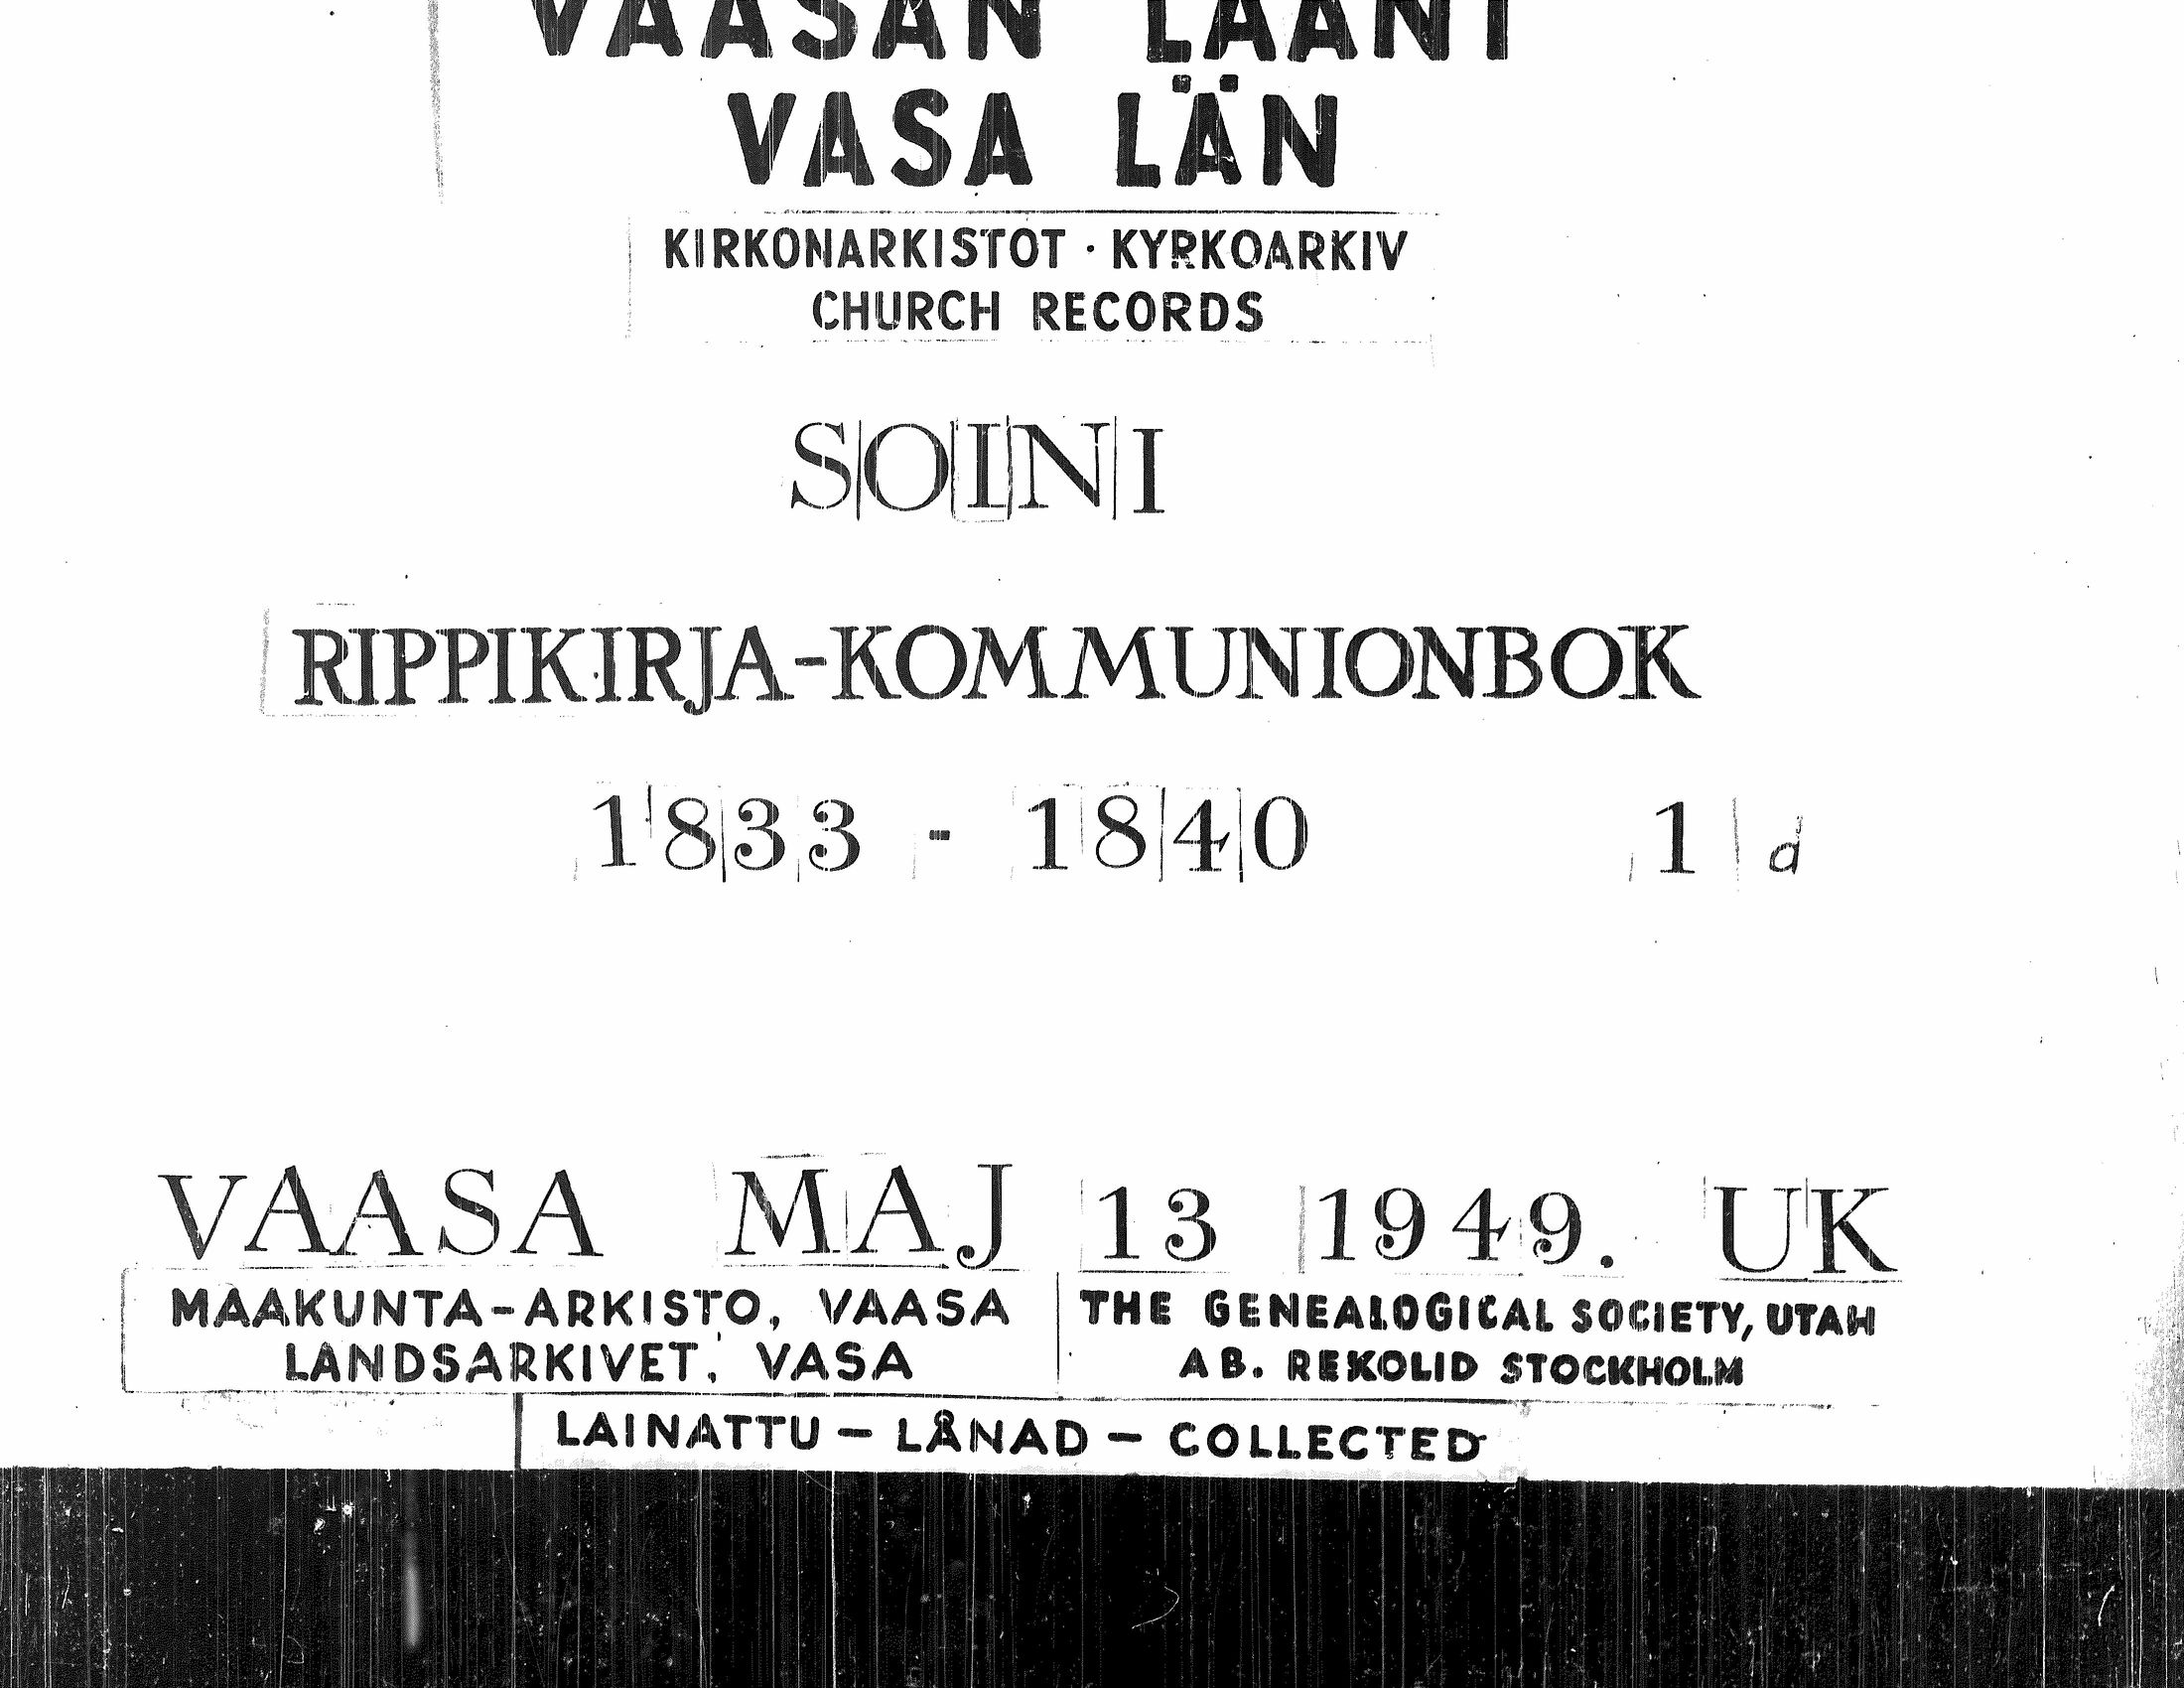 VAASAN LÄÄNI
VASA LÄN
KIRKONARKISTOT · KYRKOARKIV
CHURCH RECORDS
SOINI
RIPPIKIRJA-KOMMUNIONBOK
1833 - 1840 1 d
VAASA MAJ 13 1949. UK
MAAKUNTA-ARKISTO, VAASA
LANDSARKIVET, VASA
THE GENEALOGICAL SOCIETY, UTAH
AB. REKOLID STOCKHOLM
LAINATTU — LÅNAD — COLLECTED